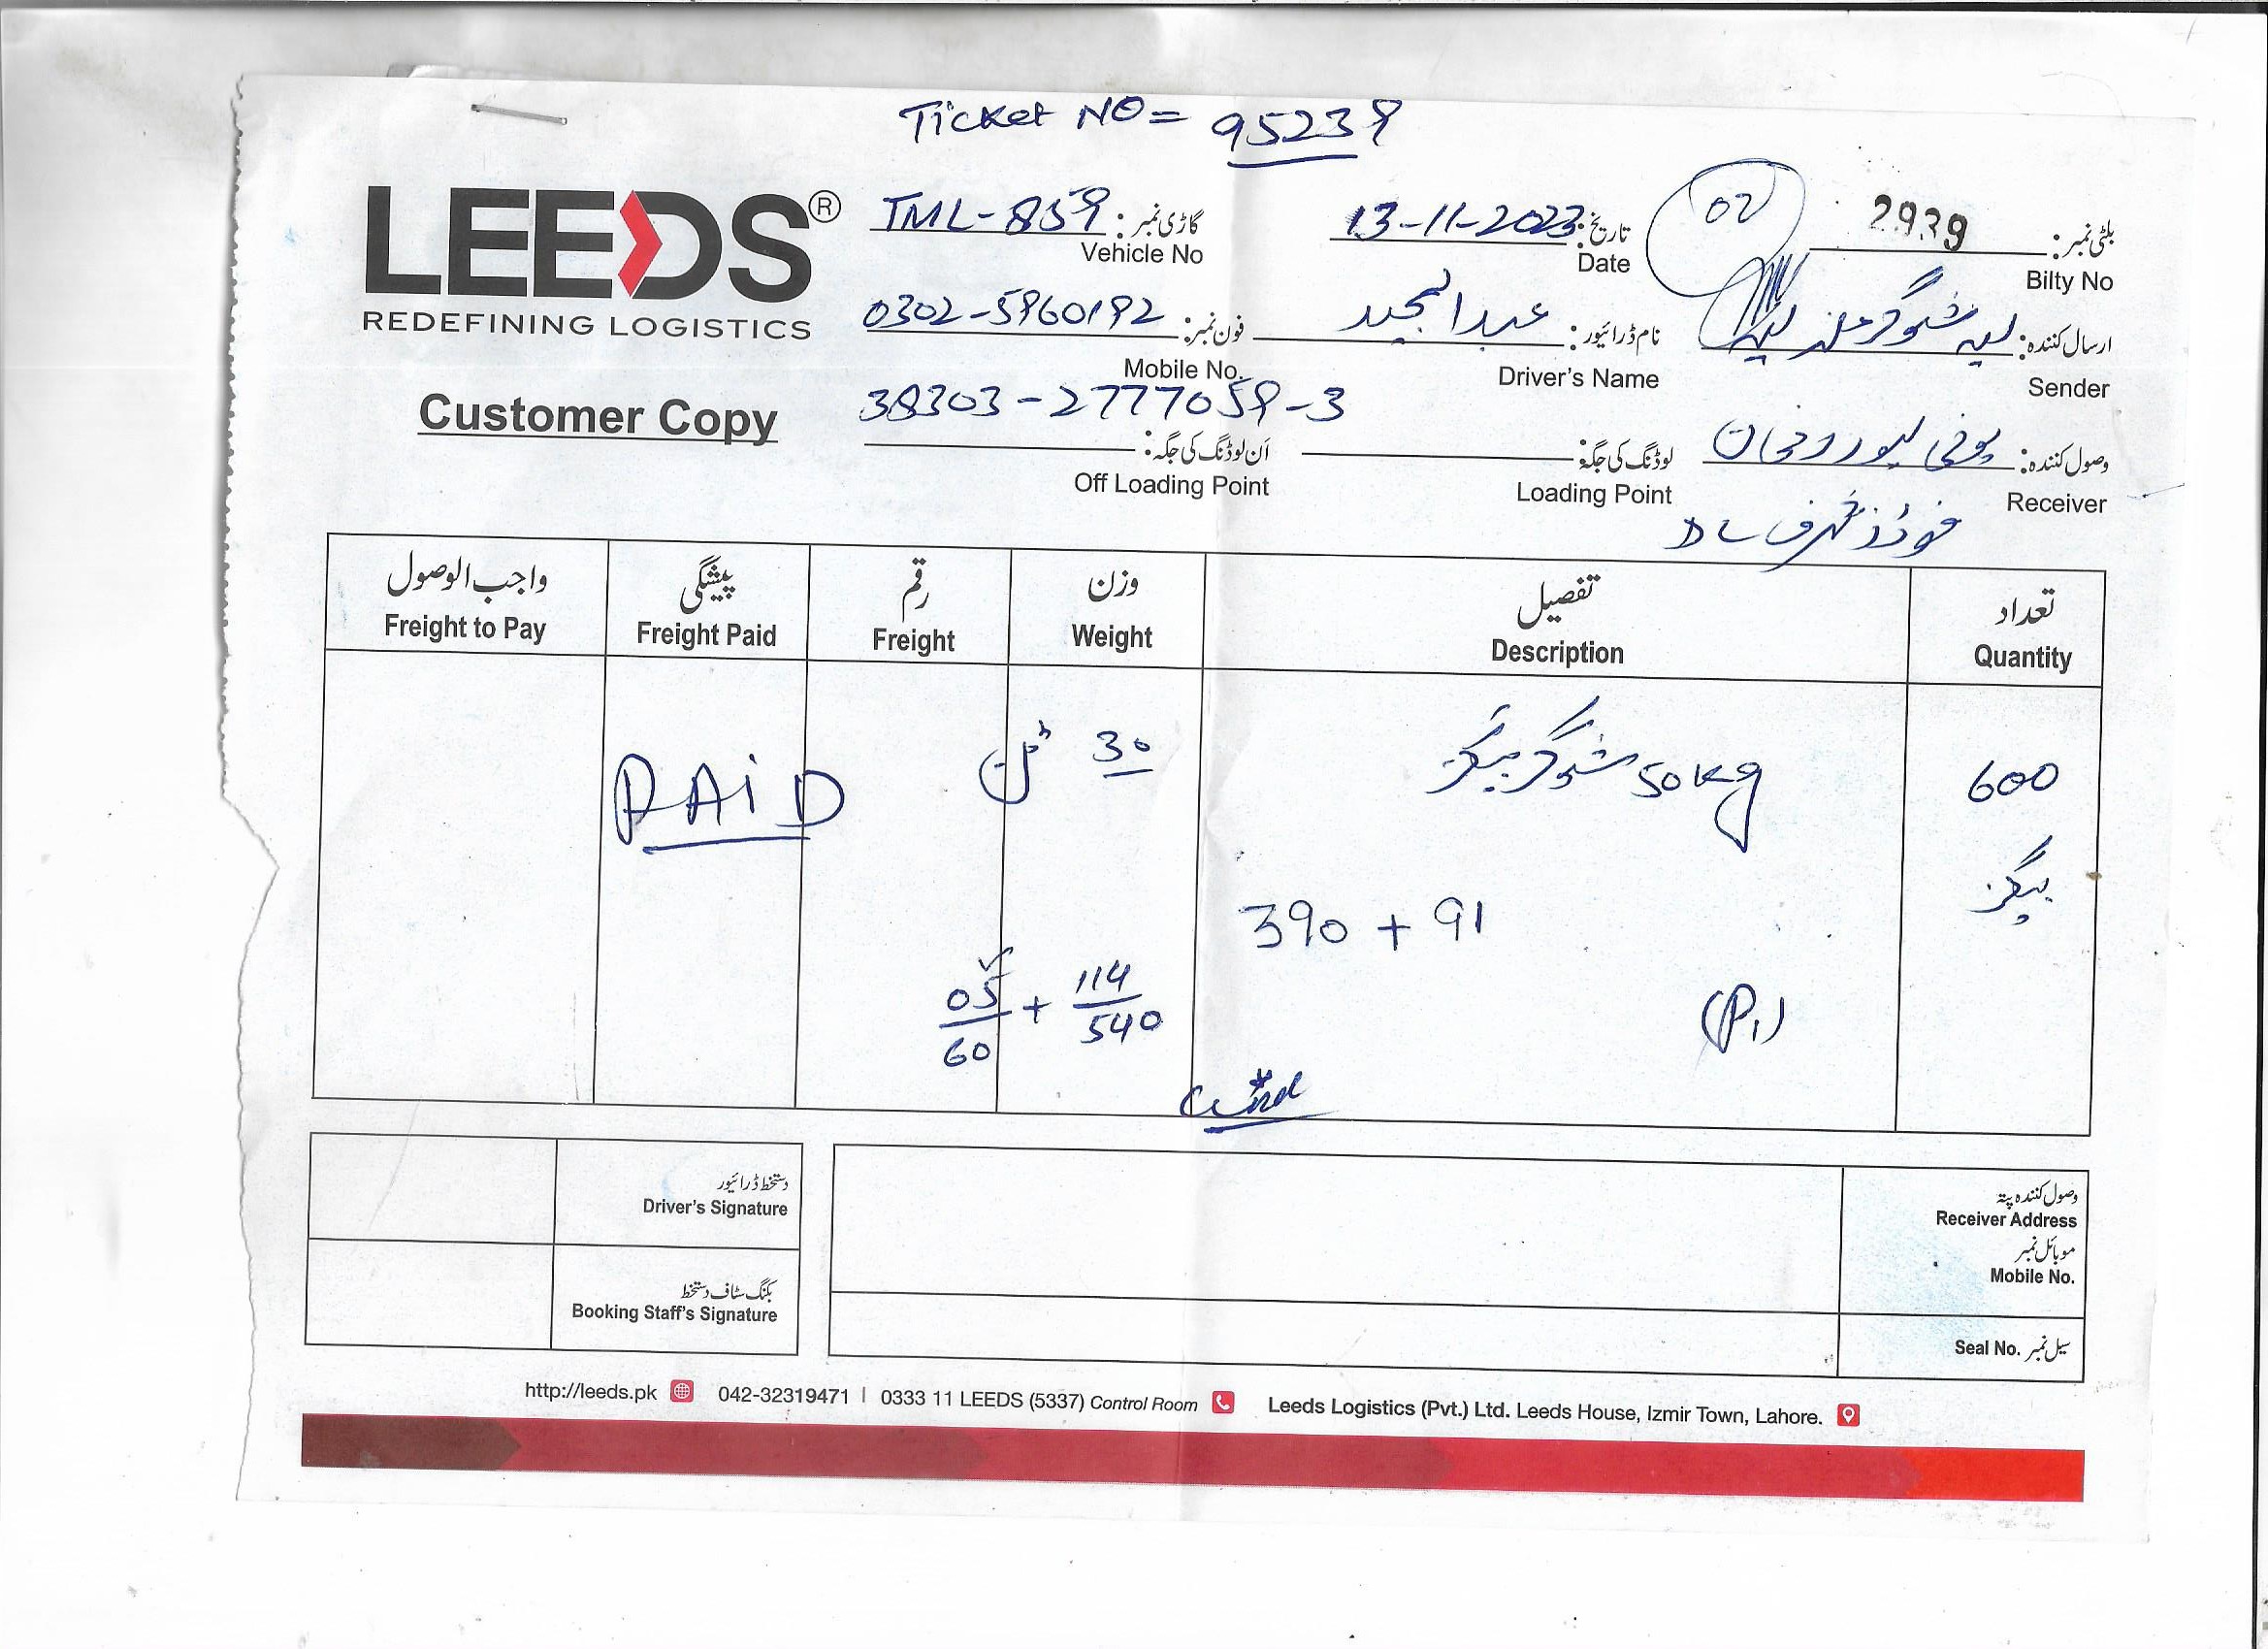 Ticket NO = 95239
LEEDS®
REDEFINING LOGISTICS
Customer Copy
TML-859 گاڑی نمبر:
Vehicle No
13-11-2023 تاریخ:
Date
02
2939 بلٹی نمبر:
Bilty No
0302-5960192 فون نمبر:
Mobile No.
عبدالمجید نام ڈرائیور:
Driver's Name
لیہ شوگر ملز لیہ ارسال کنندہ:
Sender
38303-2777059-3
اَن لوڈنگ کی جگہ:
Off Loading Point
لوڈنگ کی جگہ:
Loading Point
وصول کنندہ:
Receiver
فوڈز
واجب الوصول
Freight to Pay
پیشگی
Freight Paid
رقم
Freight
وزن
Weight
تفصیل
Description
تعداد
Quantity
PAID
30 ٹن
50kg شوگر بیگز
600
بیگز
390 + 91
05/60 + 114/540
(P1)
دستخط ڈرائیور
Driver's Signature
بکنگ سٹاف دستخط
Booking Staff's Signature
وصول کنندہ پتہ
Receiver Address
موبائل نمبر
Mobile No.
Seal No. سیل نمبر
http://leeds.pk 042-32319471 | 0333 11 LEEDS (5337) Control Room Leeds Logistics (Pvt.) Ltd. Leeds House, Izmir Town, Lahore.